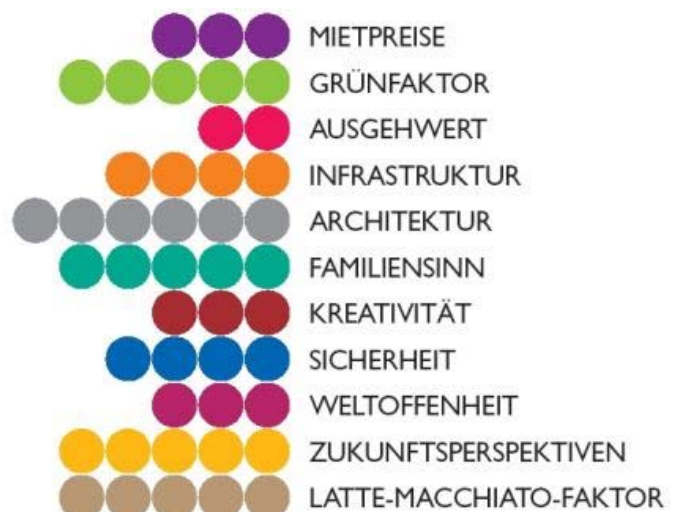 MIETPREISE
GRÜNFAKTOR
AUSGEHWERT
INFRASTRUKTUR
ARCHITEKTUR
FAMILIENSINN
KREATIVITÄT
SICHERHEIT
WELTOFFENHEIT
ZUKUNFTSPERSPEKTIVEN
LATTE-MACCHIATO-FAKTOR